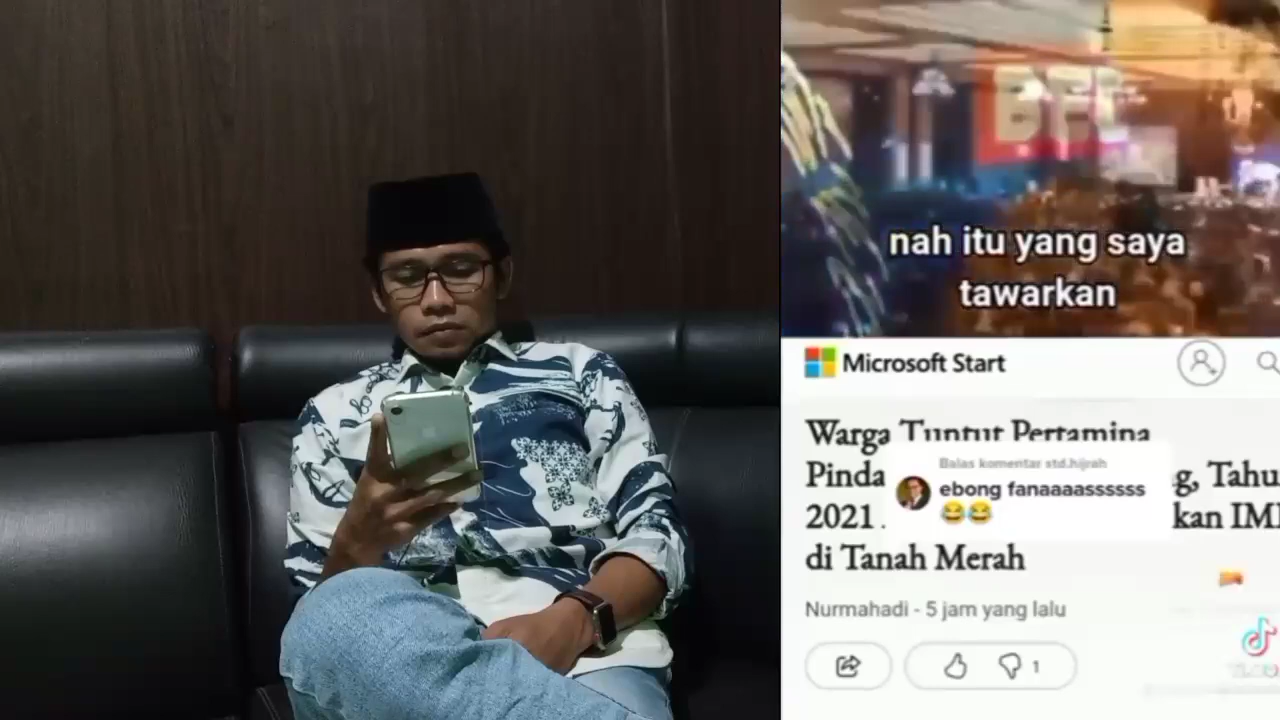 nah itu yang saya
tawarkan
Microsoft Start
Warga Tuntut Pertamina
Pinda
g, Tahu
Balas komentar std.hijrah
ebong fanaaaassssss
😂😂
2021
kan IMI
di Tanah Merah
Nurmahadi - 5 jam yang lalu
1